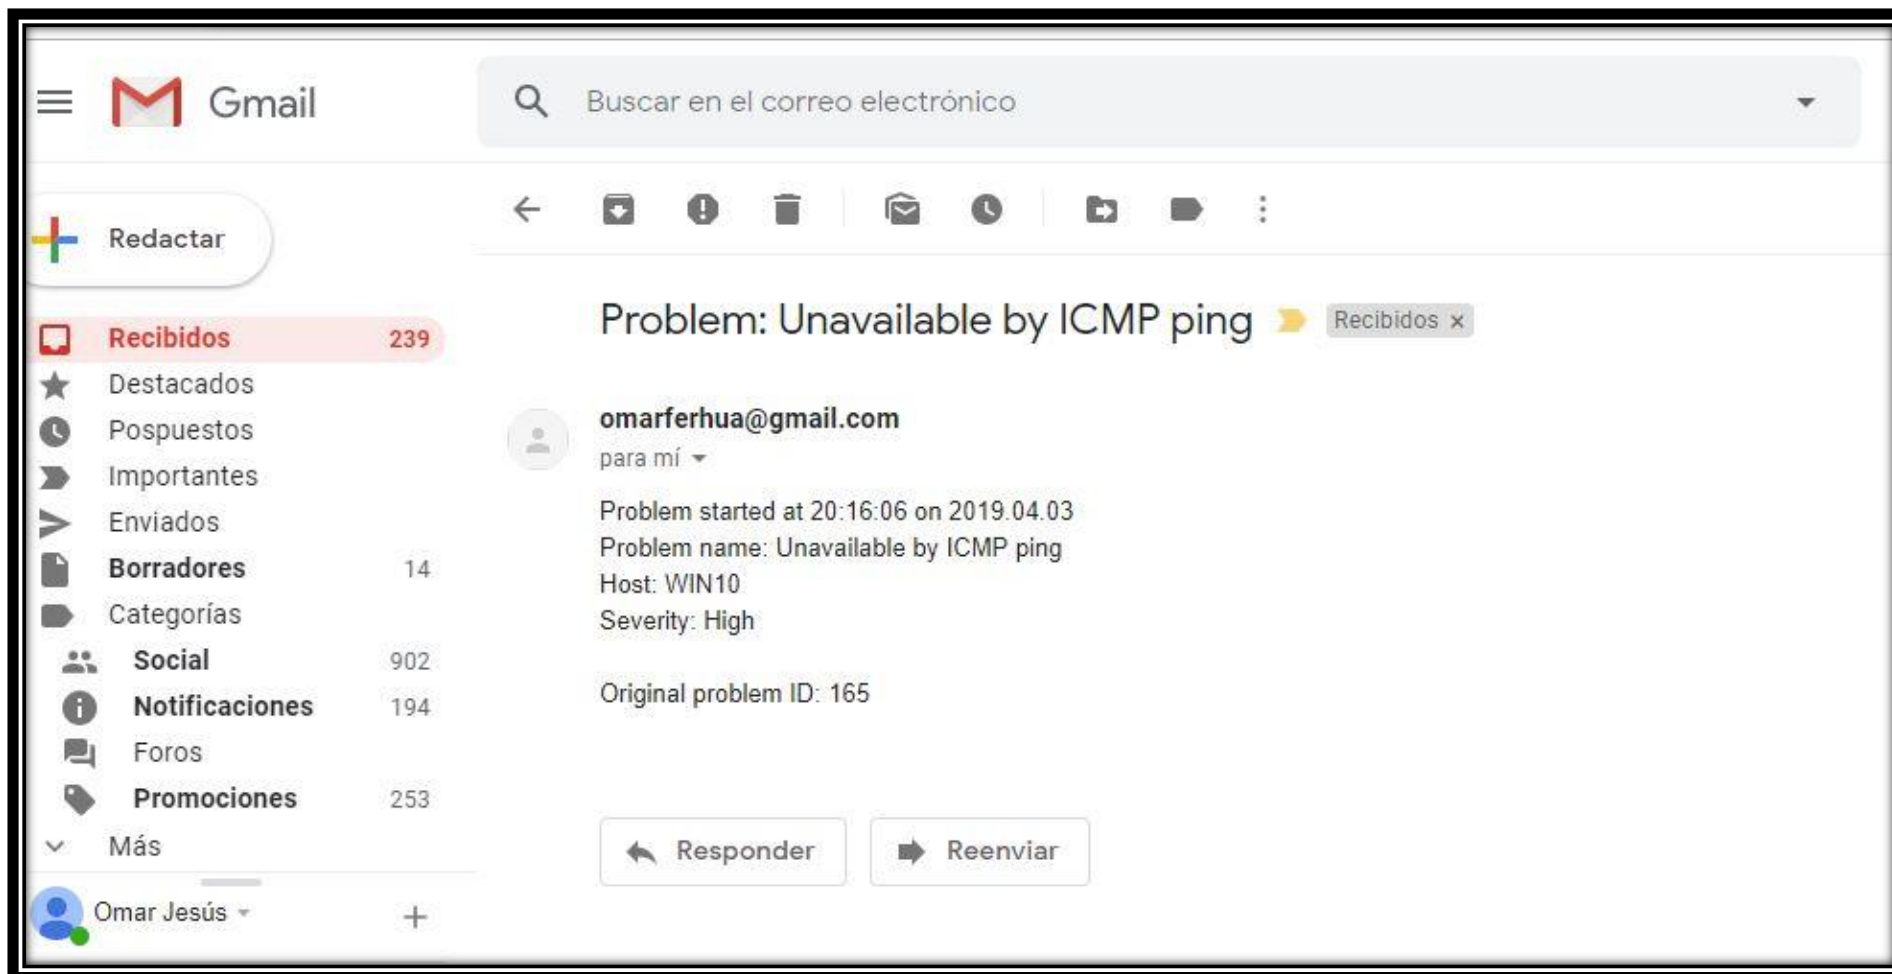 Gmail
Buscar en el correo electrónico
Redactar
Recibidos 239
Destacados
Pospuestos
Importantes
Enviados
Borradores 14
Categorías
Social 902
Notificaciones 194
Foros
Promociones 253
Más
Omar Jesús
Problem: Unavailable by ICMP ping Recibidos x
omarferhua@gmail.com
para mí
Problem started at 20:16:06 on 2019.04.03
Problem name: Unavailable by ICMP ping
Host: WIN10
Severity: High
Original problem ID: 165
Responder Reenviar